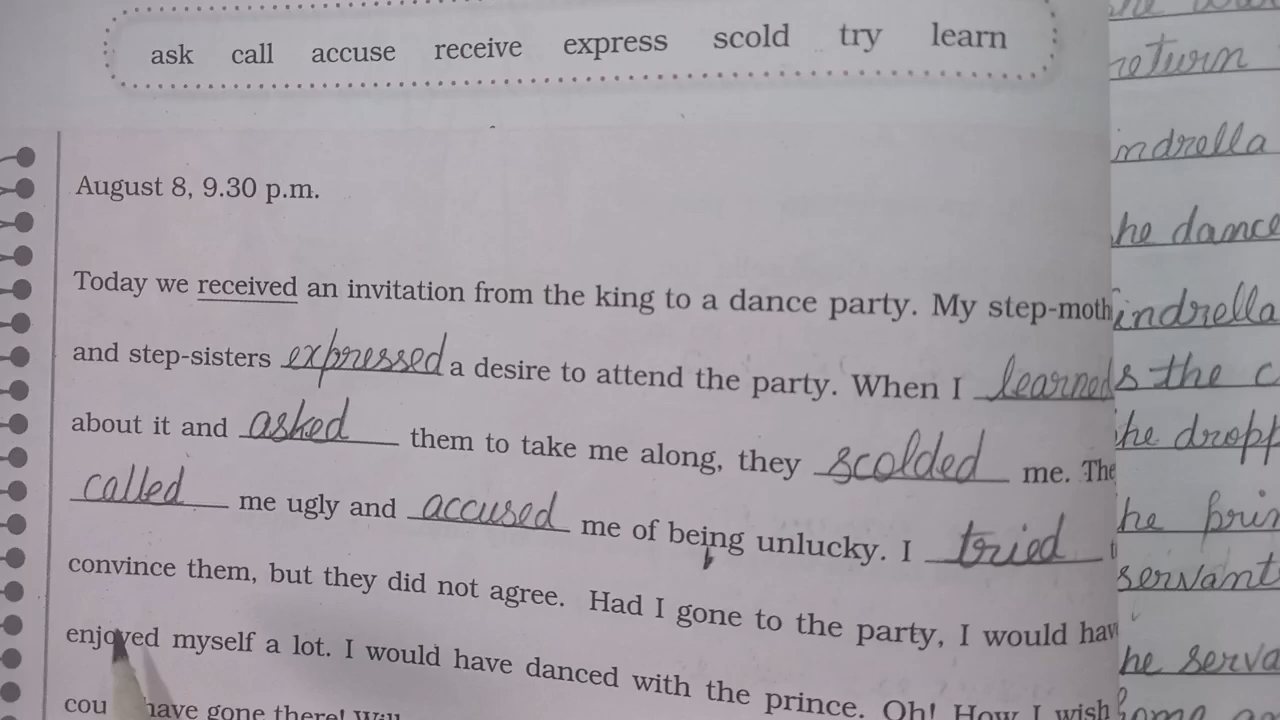 ask call accuse receive express scold try learn
August 8, 9.30 p.m.
Today we received an invitation from the king to a dance party. My step-moth
and step-sisters expressed a desire to attend the party. When I learned
about it and asked them to take me along, they scolded me. The
called me ugly and accused me of being unlucky. I tried t
convince them, but they did not agree. Had I gone to the party, I would hav
enjoyed myself a lot. I would have danced with the prince. Oh! How I wish
have gone there!
return
indrella
he dance
indrella
s the
he dropp
he prin
servant
he serva